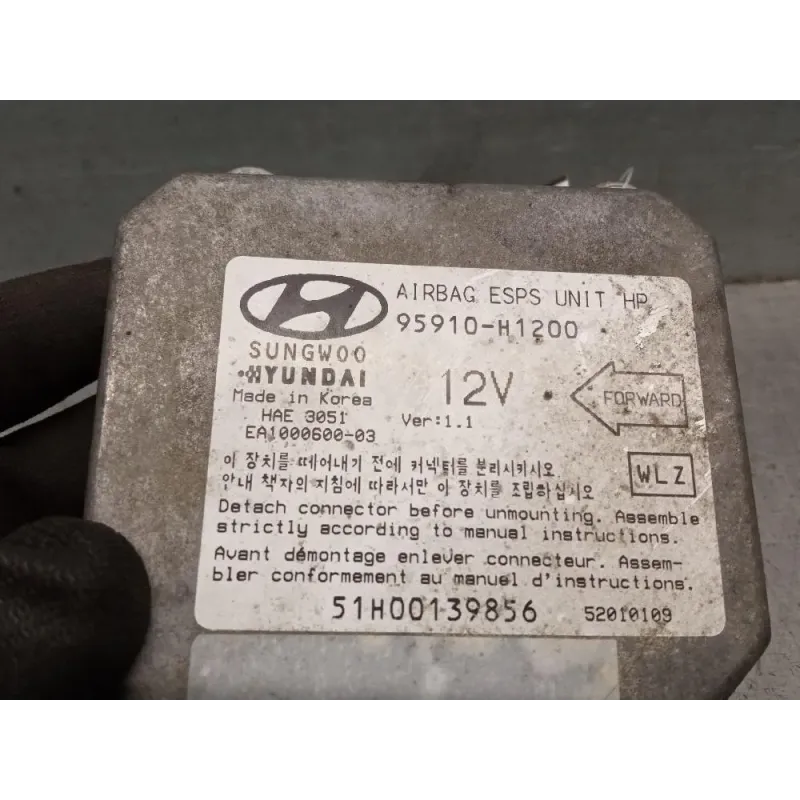 AIRBAG ESPS UNIT HP
95910-H1200
SUNGWOO
HYUNDAI
Made in Korea
HAE 3051
EA1000600-03
12V
Ver:1.1
FORWARD
이 장치를 떼어내기 전에 커넥터를 분리시키시오
안내 책자의 지침에 따라서만 이 장치를 조립하십시오
WLZ
Detach connector before unmounting. Assemble
strictly according to manual instructions.
Avant démontage enlever connecteur. Assem-
bler conformement au manuel d'instructions.
51H00139856
52010109